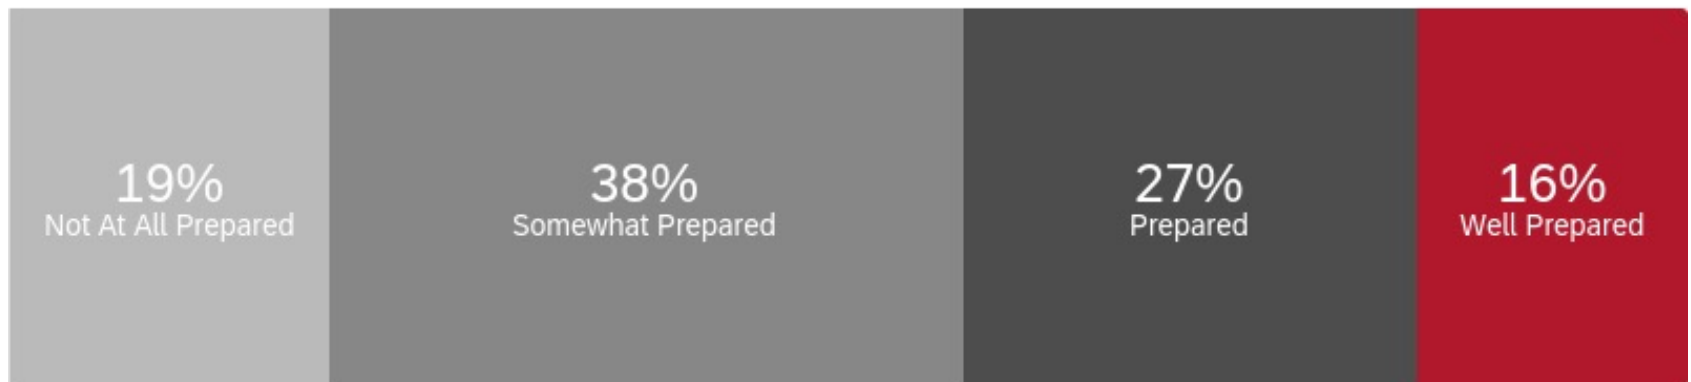 19%
Not At All Prepared
38%
Somewhat Prepared
27%
Prepared
16%
Well Prepared